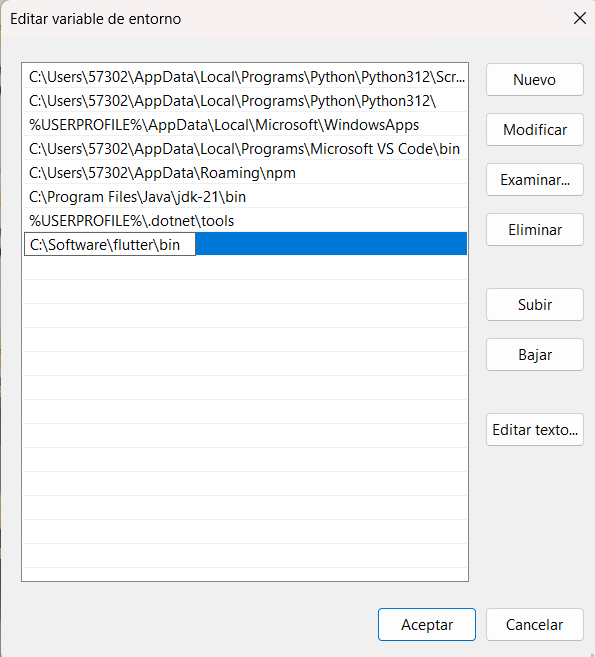 Editar variable de entorno
C:\Users\57302\AppData\Local\Programs\Python\Python312\Scr...
C:\Users\57302\AppData\Local\Programs\Python\Python312\
%USERPROFILE%\AppData\Local\Microsoft\WindowsApps
C:\Users\57302\AppData\Local\Programs\Microsoft VS Code\bin
C:\Users\57302\AppData\Roaming\npm
C:\Program Files\Java\jdk-21\bin
%USERPROFILE%\.dotnet\tools
C:\Software\flutter\bin
Nuevo
Modificar
Examinar...
Eliminar
Subir
Bajar
Editar texto...
Aceptar
Cancelar